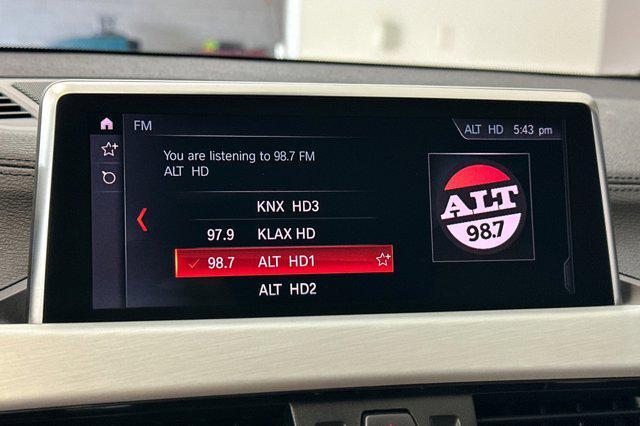 FM
ALT HD 5:43 pm
You are listening to 98.7 FM
ALT HD
KNX HD3
97.9 KLAX HD
98.7 ALT HD1
ALT HD2
ALT
98.7